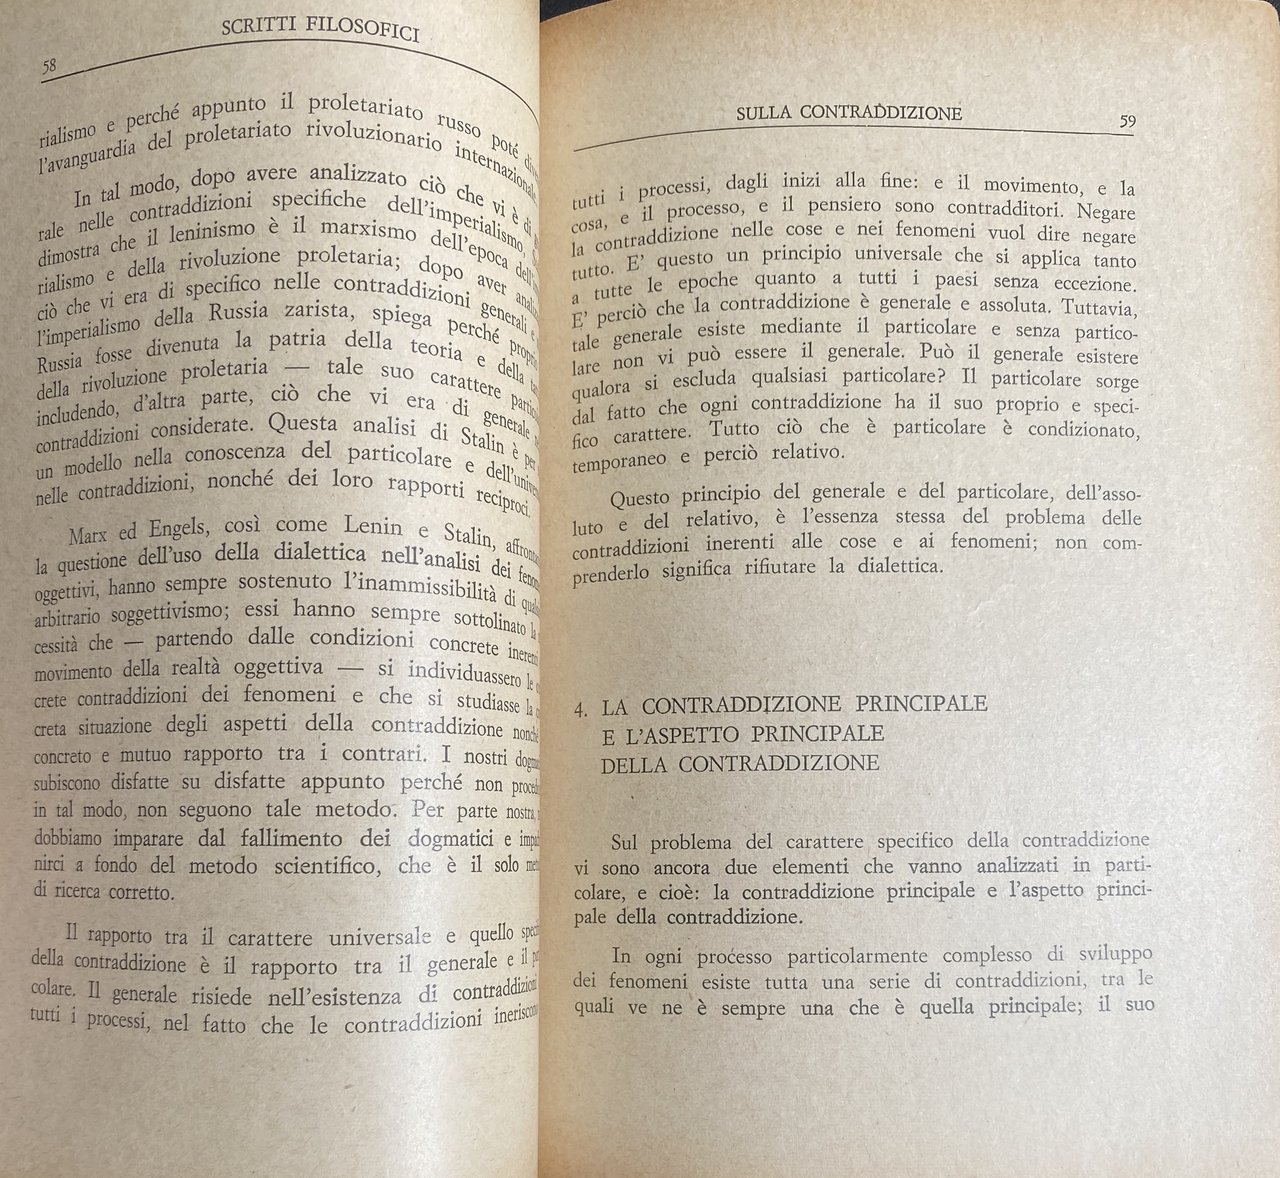 SCRITTI FILOSOFICI
58
rialismo e perché appunto il proletariato russo poté
l'avanguardia del proletariato rivoluzionario internazionale
In tal modo, dopo avere analizzato ciò che vi è di
rale nelle contraddizioni specifiche dell'imperialismo,
dimostra che il leninismo è il marxismo dell'epoca
rialismo e della rivoluzione proletaria; dopo aver
ciò che vi era di specifico nelle contraddizioni generali
l'imperialismo della Russia zarista, spiega perché
Russia fosse divenuta la patria della teoria e della
della rivoluzione proletaria — tale suo carattere
includendo, d'altra parte, ciò che vi era di generale
contraddizioni considerate. Questa analisi di Stalin è per
un modello nella conoscenza del particolare e
nelle contraddizioni, nonché dei loro rapporti reciproci.
Marx ed Engels, così come Lenin e Stalin,
la questione dell'uso della dialettica nell'analisi dei
oggettivi, hanno sempre sostenuto l'inammissibilità di
arbitrario soggettivismo; essi hanno sempre sottolinato la
cessità che — partendo dalle condizioni concrete
movimento della realtà oggettiva — si individuassero le
crete contraddizioni dei fenomeni e che si studiasse la
creta situazione degli aspetti della contraddizione
concreto e mutuo rapporto tra i contrari. I nostri
subiscono disfatte su disfatte appunto perché non
in tal modo, non seguono tale metodo. Per parte nostra,
dobbiamo imparare dal fallimento dei dogmatici e
nirci a fondo del metodo scientifico, che è il solo
di ricerca corretto.
Il rapporto tra il carattere universale e quello
della contraddizione è il rapporto tra il generale e il
colare. Il generale risiede nell'esistenza di contraddizioni
tutti i processi, nel fatto che le contraddizioni
SULLA CONTRADDIZIONE
59
tutti i processi, dagli inizi alla fine: e il movimento, e la
cosa, e il processo, e il pensiero sono contradditori. Negare
la contraddizione nelle cose e nei fenomeni vuol dire negare
tutto. E' questo un principio universale che si applica tanto
a tutte le epoche quanto a tutti i paesi senza eccezione.
E' perciò che la contraddizione è generale e assoluta. Tuttavia,
tale generale esiste mediante il particolare e senza partico-
lare non vi può essere il generale. Può il generale esistere
qualora si escluda qualsiasi particolare? Il particolare sorge
dal fatto che ogni contraddizione ha il suo proprio e speci-
fico carattere. Tutto ciò che è particolare è condizionato,
temporaneo e perciò relativo.
Questo principio del generale e del particolare, dell'asso-
luto e del relativo, è l'essenza stessa del problema delle
contraddizioni inerenti alle cose e ai fenomeni; non com-
prenderlo significa rifiutare la dialettica.
4. LA CONTRADDIZIONE PRINCIPALE
E L'ASPETTO PRINCIPALE
DELLA CONTRADDIZIONE
Sul problema del carattere specifico della contraddizione
vi sono ancora due elementi che vanno analizzati in parti-
colare, e cioè: la contraddizione principale e l'aspetto princi-
pale della contraddizione.
In ogni processo particolarmente complesso di sviluppo
dei fenomeni esiste tutta una serie di contraddizioni, tra le
quali ve ne è sempre una che è quella principale; il suo